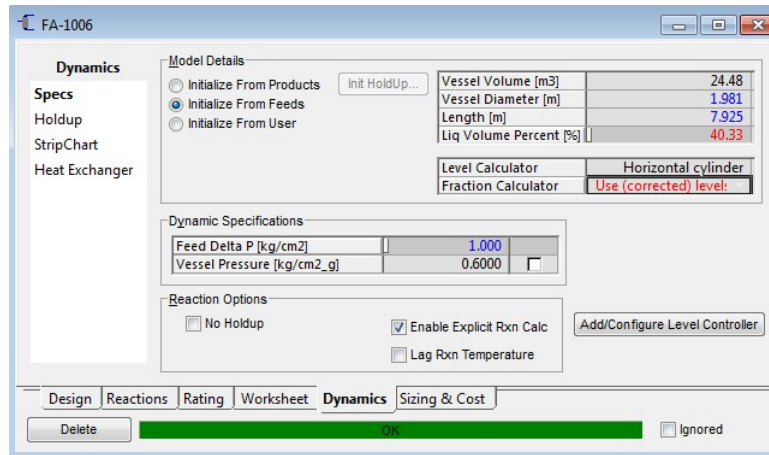 FA-1006
Dynamics
Specs
Holdup
StripChart
Heat Exchanger
Model Details
Initialize From Products
Init HoldUp...
Initialize From Feeds
Initialize From User
Vessel Volume [m3] 24.48
Vessel Diameter [m] 1.981
Length [m] 7.925
Liq Volume Percent [%] 40.33
Level Calculator Horizontal cylinder
Fraction Calculator Use (corrected) levels
Dynamic Specifications
Feed Delta P [kg/cm2] 1.000
Vessel Pressure [kg/cm2_g] 0.6000
Reaction Options
No Holdup
Enable Explicit Rxn Calc
Lag Rxn Temperature
Add/Configure Level Controller
Design Reactions Rating Worksheet Dynamics Sizing & Cost
Delete OK Ignored